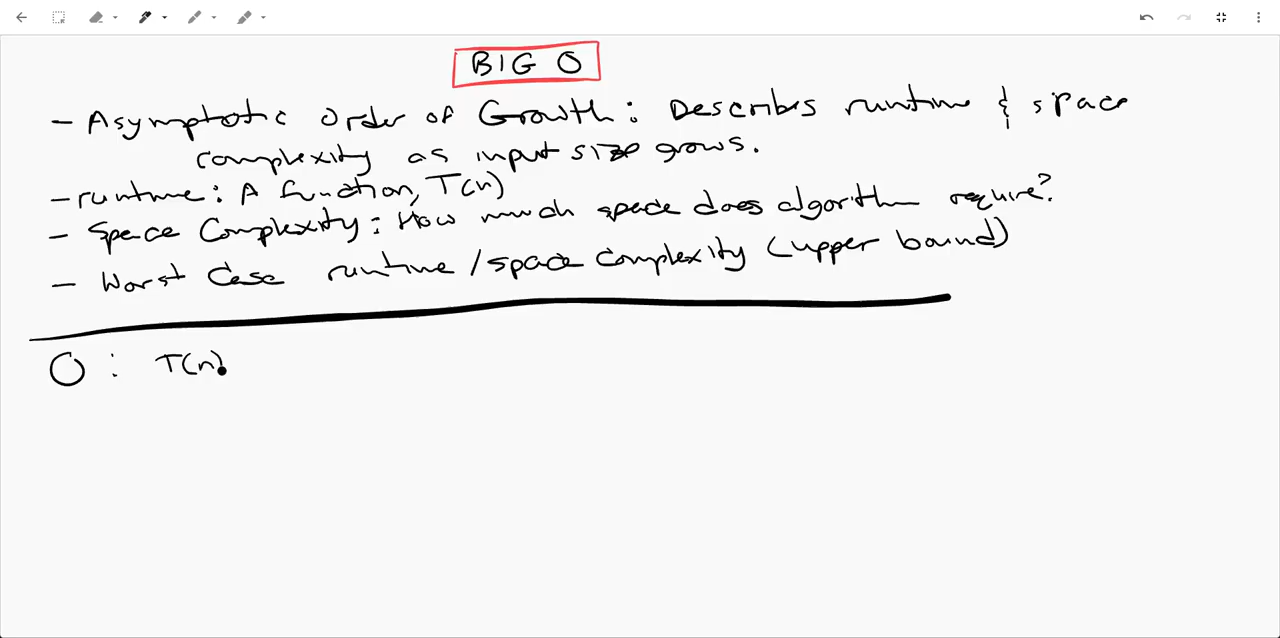 BIG O
- Asymptotic Order of Growth: Describes runtime & space
complexity as input size grows.
- runtime: A function, T(n)
- Space Complexity: How much space does algorithm require?
- Worst Case runtime/space complexity (upper bound)
O: T(n)